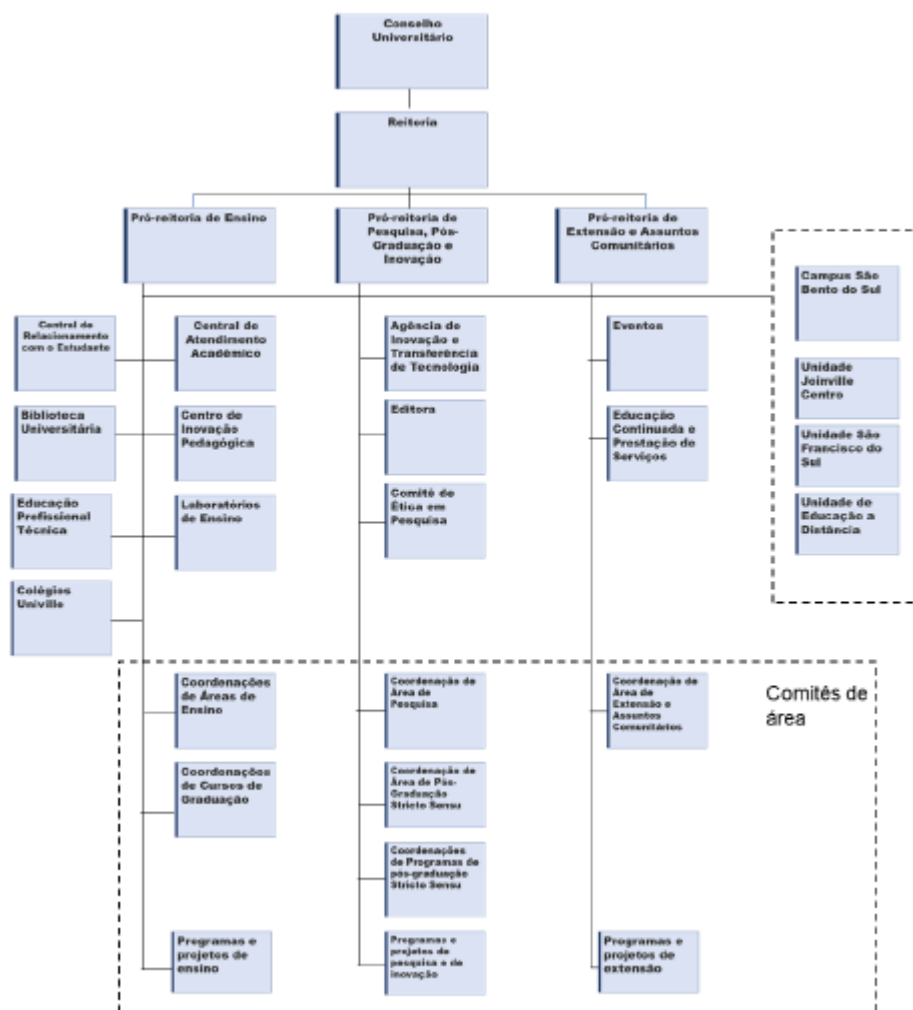 Conselho
Universitário
Reitoria
Pró-reitoria de Ensino
Pró-reitoria de
Pesquisa, Pós-
Graduação e
Inovação
Pró-reitoria de
Extensão e Assuntos
Comunitários
Campus São
Bento do Sul
Central de
Relacionamento
com o Estudante
Central de
Atendimento
Acadêmico
Agência de
Inovação e
Transferência
de Tecnologia
Eventos
Unidade
Joinville
Centro
Biblioteca
Universitária
Centro de
Inovação
Pedagógica
Editora
Educação
Continuada e
Prestação de
Serviços
Unidade São
Francisco do
Sul
Educação
Profissional
Técnica
Laboratórios
de Ensino
Comitê de
Ética em
Pesquisa
Unidade de
Educação a
Distância
Colégios
Univille
Coordenações
de Áreas de
Ensino
Coordenação de
Área de
Pesquisa
Coordenação de
Área de
Extensão e
Assuntos
Comunitários
Comitês de
área
Coordenações
de Cursos de
Graduação
Coordenação de
Área de Pós-
Graduação
Stricto Sensu
Coordenações
de Programas de
pós-graduação
Stricto Sensu
Programas e
projetos de
ensino
Programas e
projetos de
pesquisa e de
inovação
Programas e
projetos de
extensão